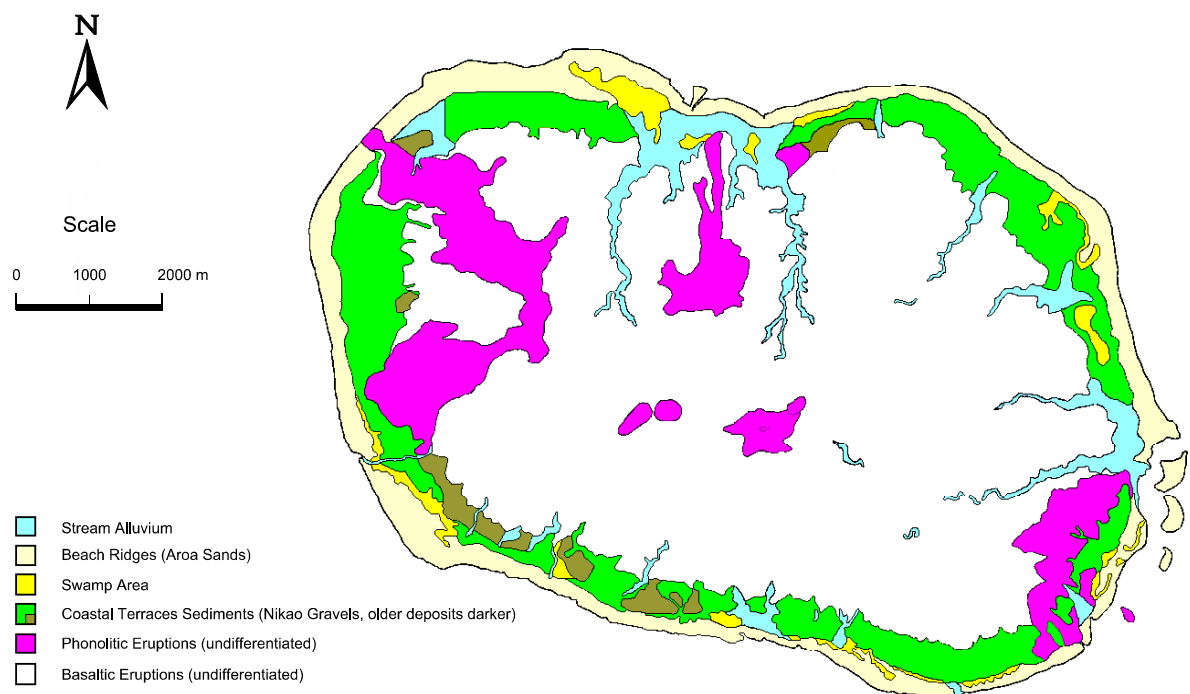 N
Scale
0 1000 2000 m
Stream Alluvium
Beach Ridges (Aroa Sands)
Swamp Area
Coastal Terraces Sediments (Nikao Gravels, older deposits darker)
Phonolitic Eruptions (undifferentiated)
Basaltic Eruptions (undifferentiated)